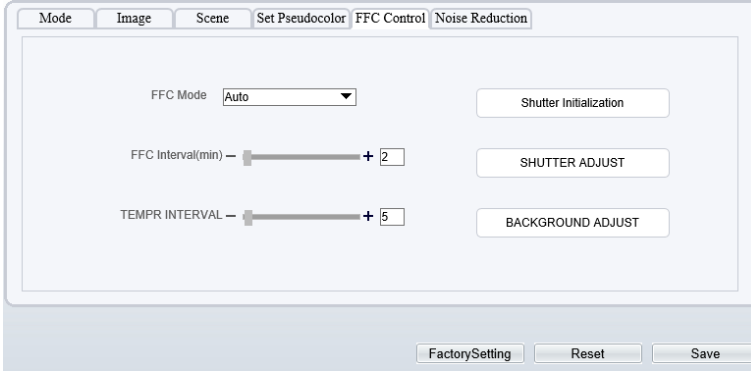 Mode Image Scene Set Pseudocolor FFC Control Noise Reduction
FFC Mode Auto Shutter Initialization
FFC Interval(min) − + 2 SHUTTER ADJUST
TEMPR INTERVAL − + 5 BACKGROUND ADJUST
FactorySetting Reset Save